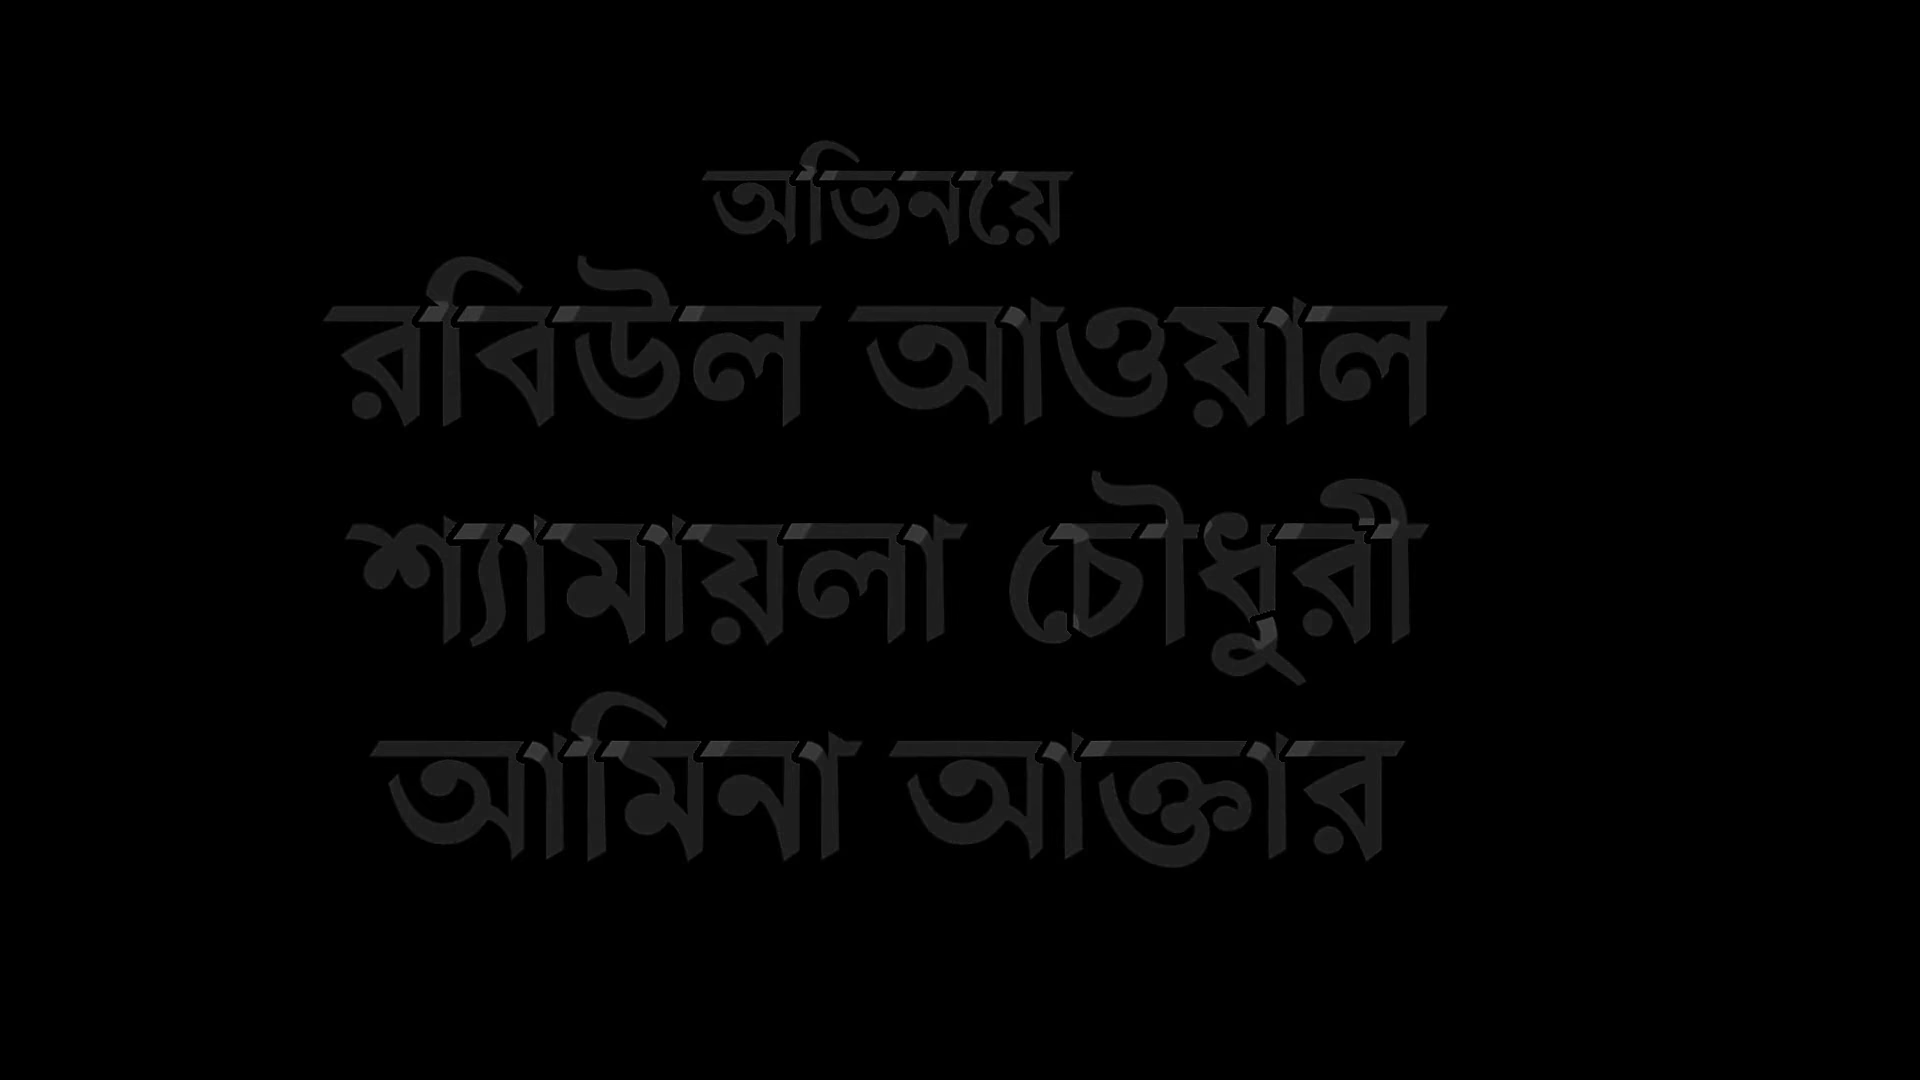 অভিনয়ে
রবিউল আওয়াল
শ্যামায়লা চৌধুরী
আমিনা আক্তার